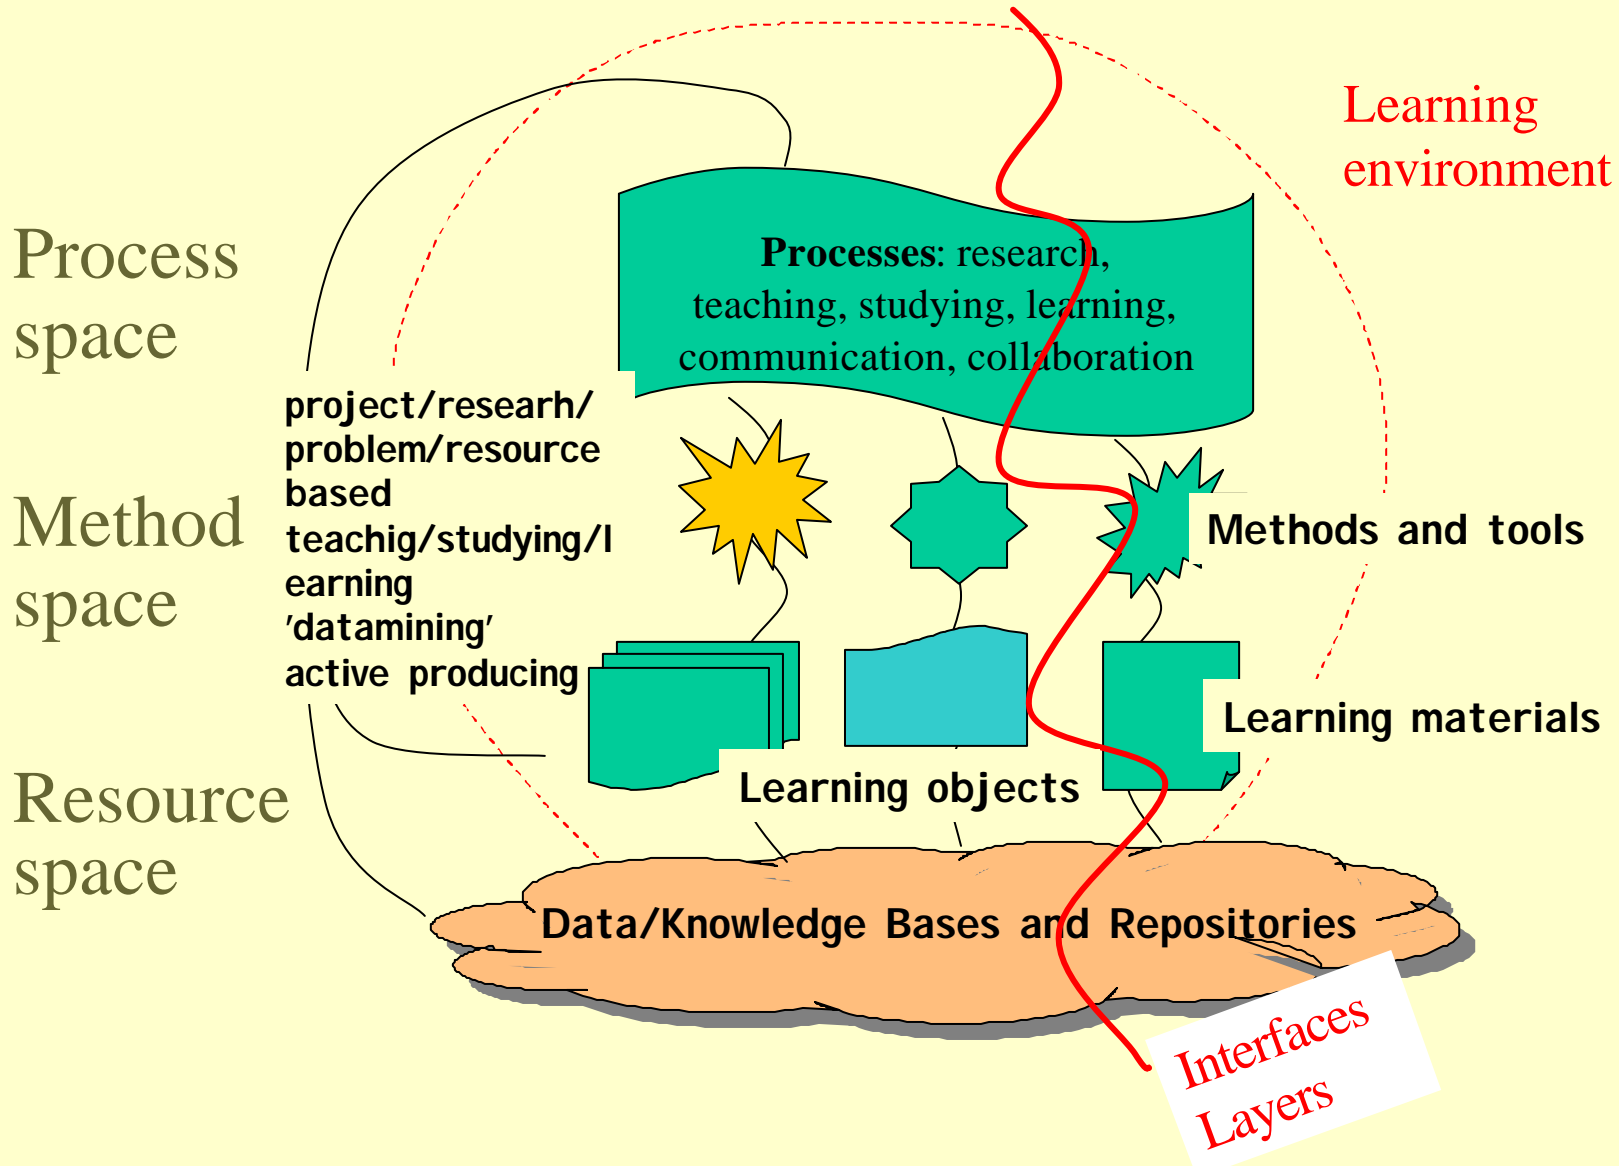 Learning
environment
Process
space
Processes: research,
teaching, studying, learning,
communication, collaboration
project/researh/
problem/resource
based
teachig/studying/l
earning
'datamining'
active producing
Method
space
Methods and tools
Learning materials
Resource
space
Learning objects
Data/Knowledge Bases and Repositories
Interfaces
Layers